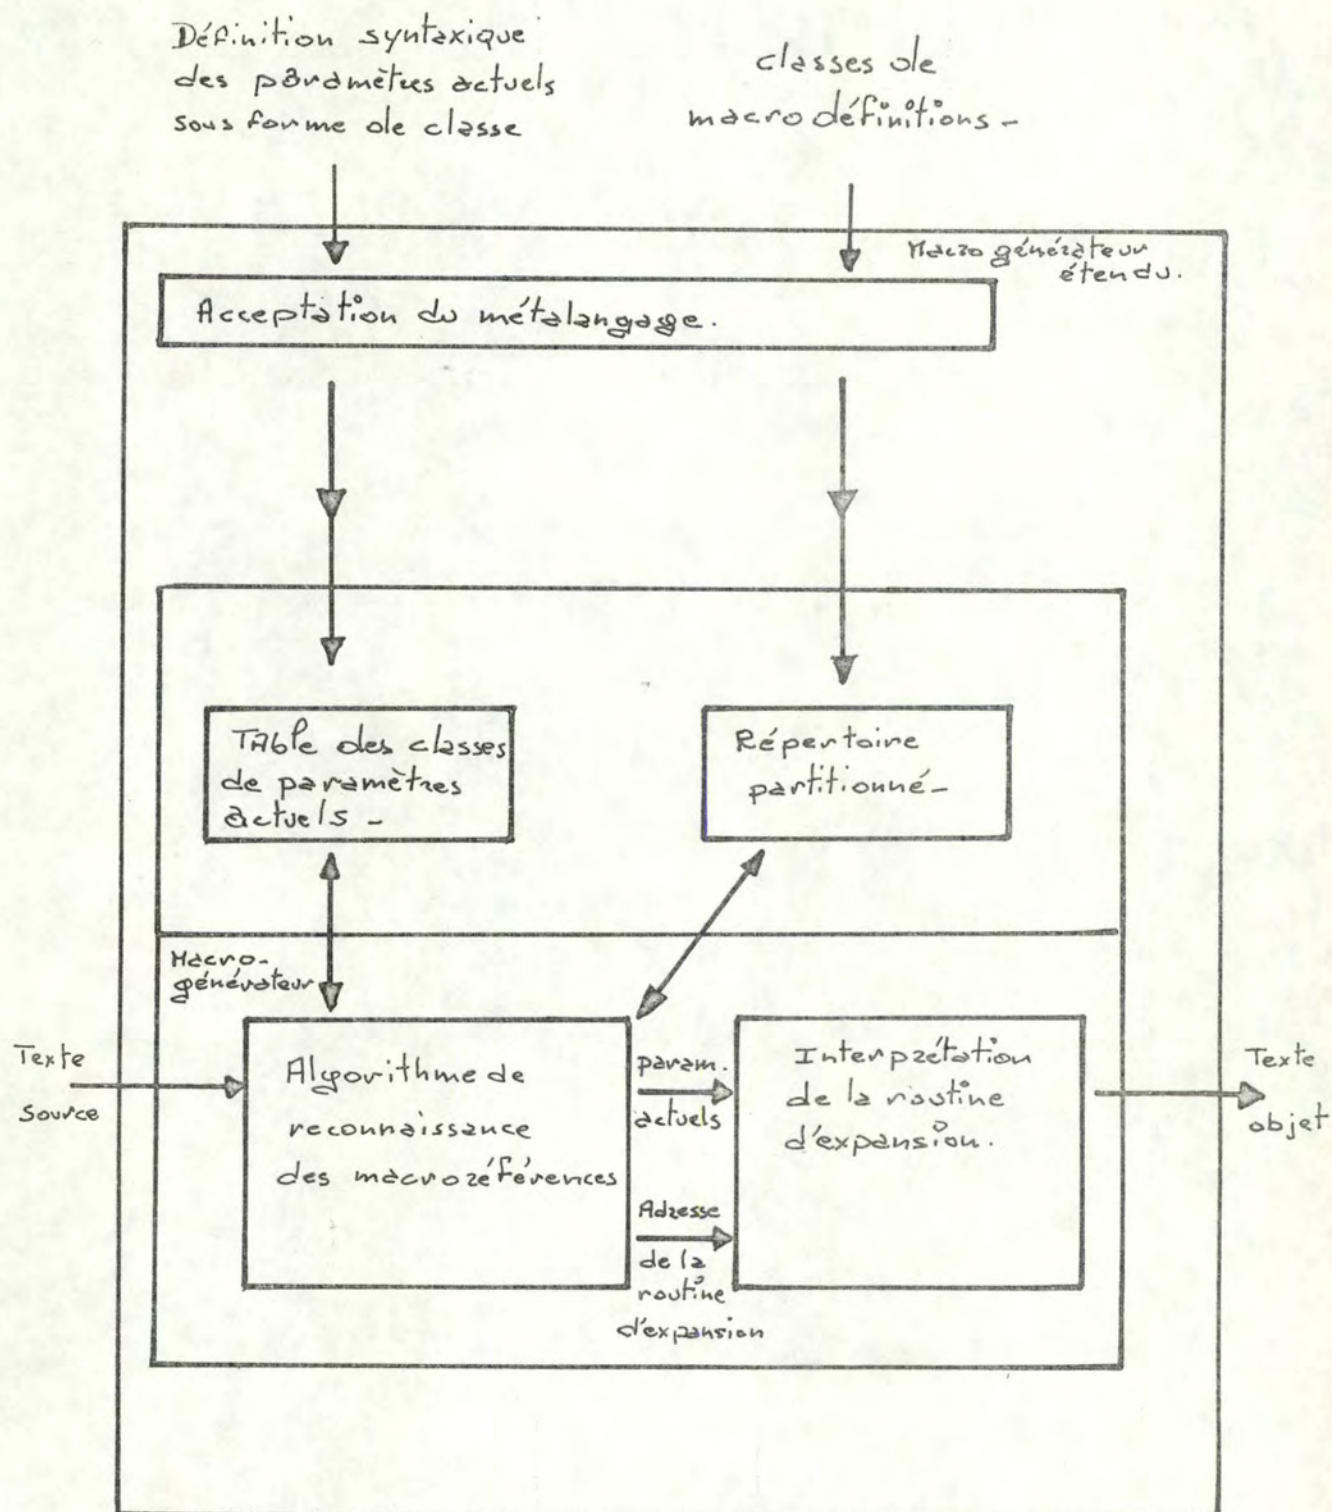 Définition syntaxique
des paramètres actuels
sous forme de classe
classes de
macro définitions -
Macro générateur
étendu.
Acceptation du métalangage.
TAble des classes
de paramètres
actuels -
Répertoire
partitionné -
Macro-
générateur
Texte
Source
Algorithme de
reconnaissance
des macroréférences
param.
actuels
Adresse
de la
routine
d'expansion
Interprétation
de la routine
d'expansion.
Texte
objet